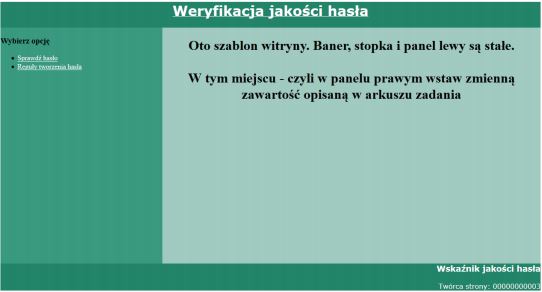 Weryfikacja jakości hasła
Wybierz opcję
Sprawdź hasło
Reguły tworzenia hasła
Oto szablon witryny. Baner, stopka i panel lewy są stałe.
W tym miejscu - czyli w panelu prawym wstaw zmienną
zawartość opisaną w arkuszu zadania
Wskaźnik jakości hasła
Twórca strony: 00000000003